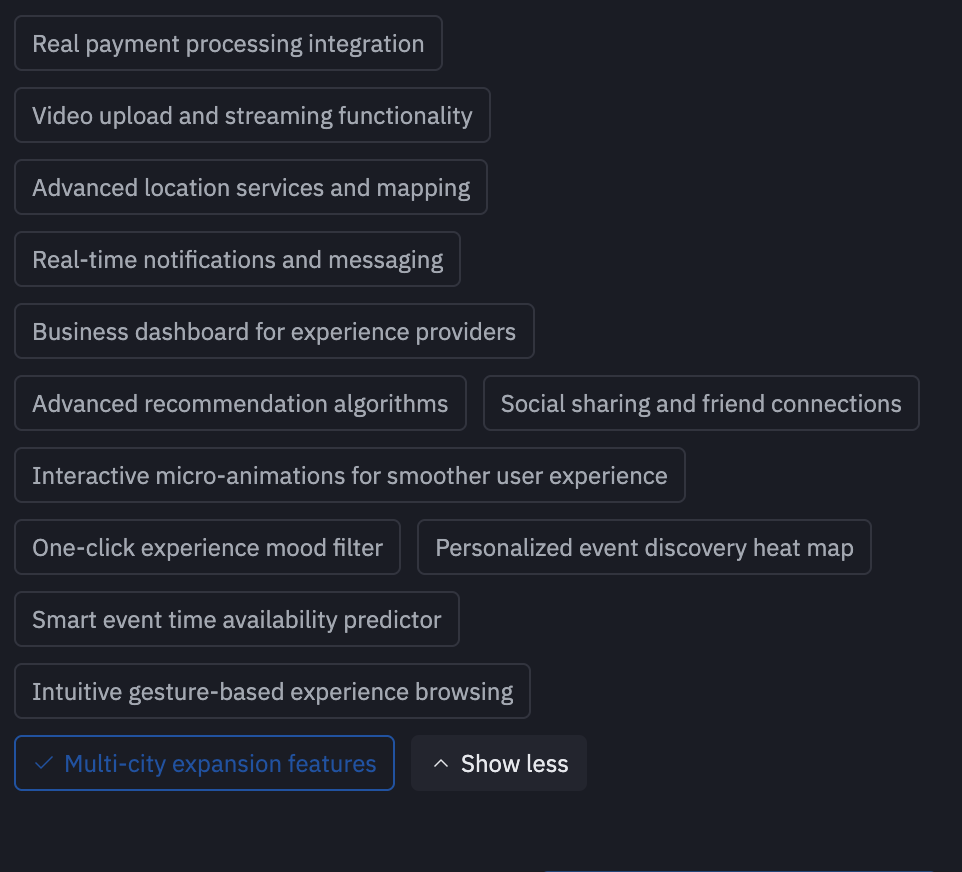 Real payment processing integration
Video upload and streaming functionality
Advanced location services and mapping
Real-time notifications and messaging
Business dashboard for experience providers
Advanced recommendation algorithms
Social sharing and friend connections
Interactive micro-animations for smoother user experience
One-click experience mood filter
Personalized event discovery heat map
Smart event time availability predictor
Intuitive gesture-based experience browsing
Multi-city expansion features
Show less